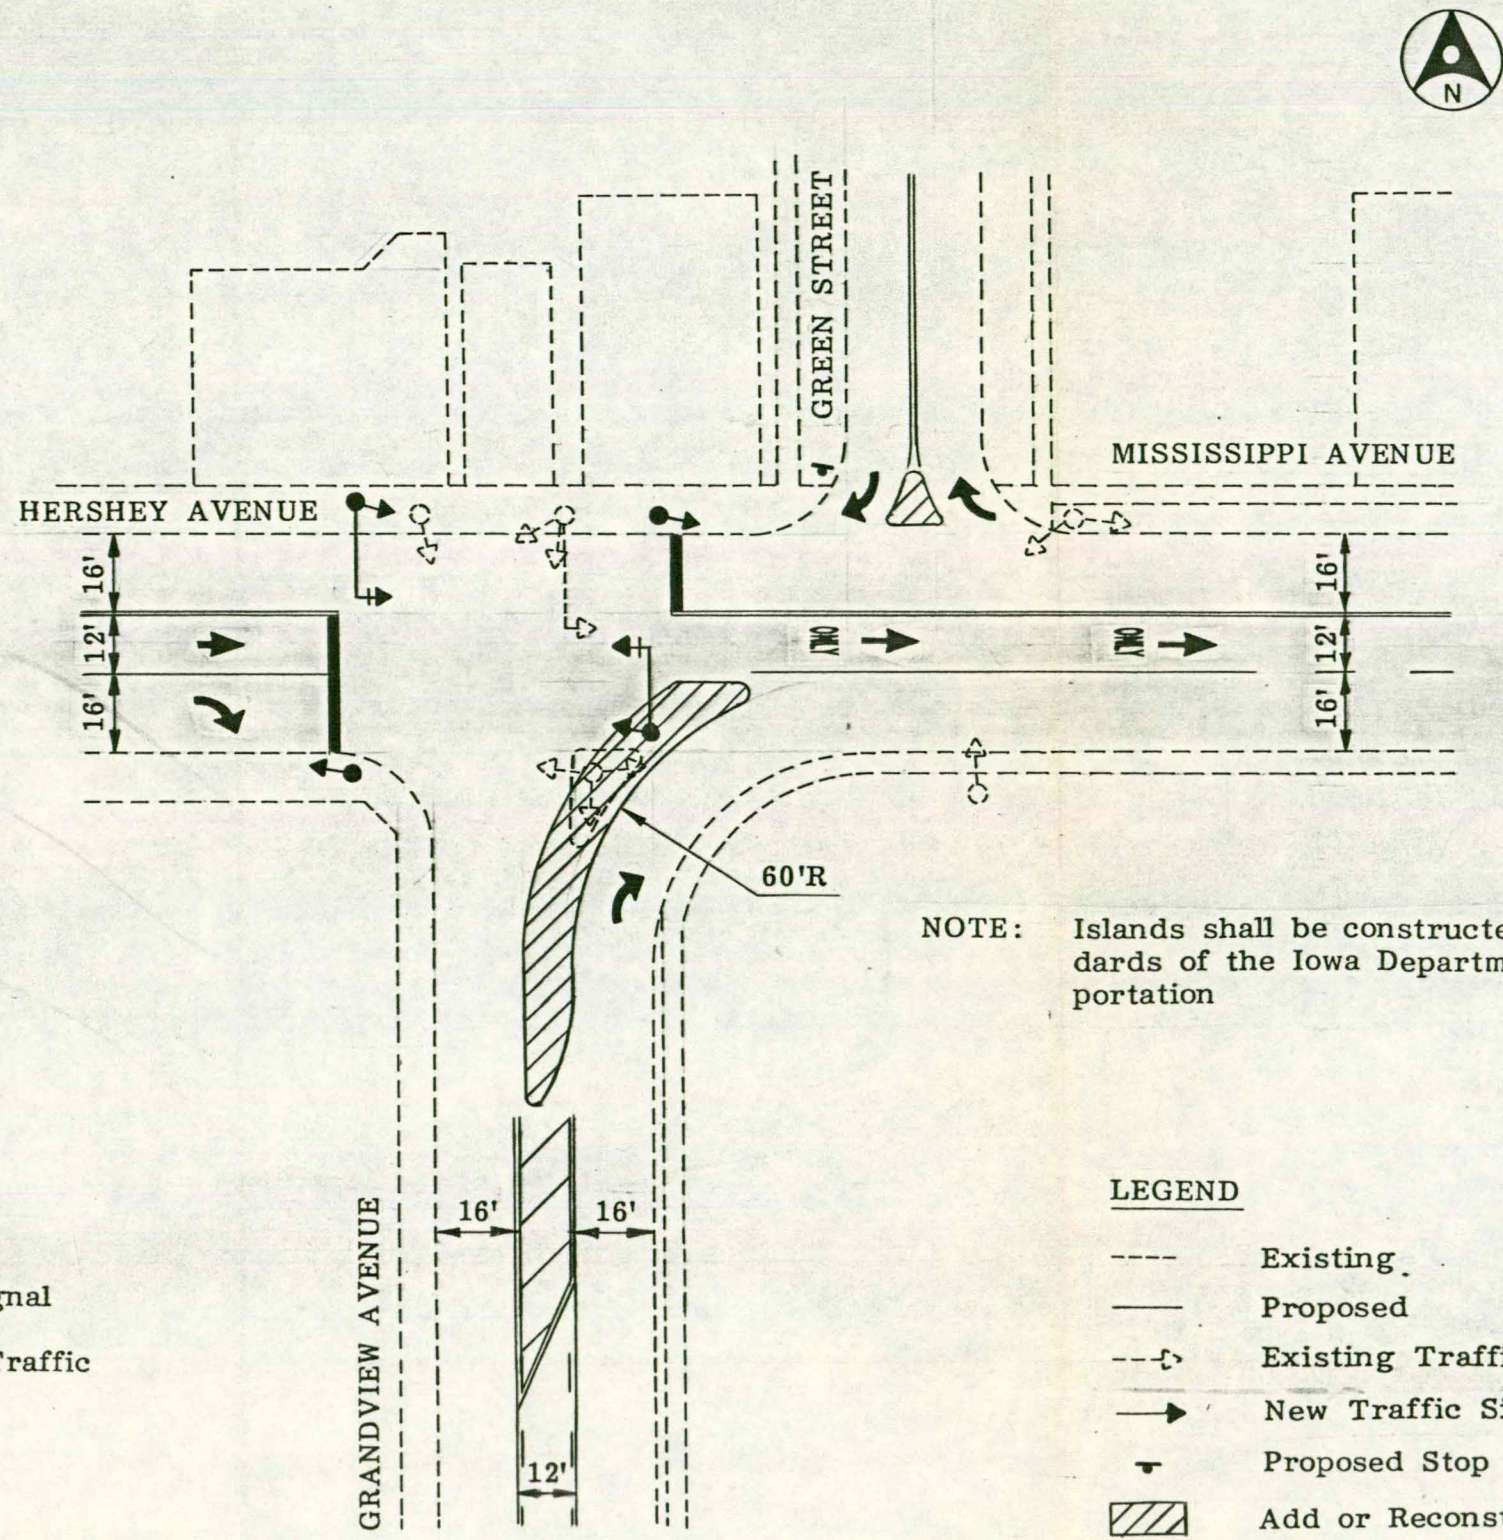 N
GREEN STREET
MISSISSIPPI AVENUE
HERSHEY AVENUE
16'
12'
16'
ONLY
ONLY
16'
12'
16'
60'R
NOTE: Islands shall be constructe
dards of the Iowa Departm
portation
GRANDVIEW AVENUE
16'
16'
12'
gnal
Traffic
LEGEND
Existing
Proposed
Existing Traffi
New Traffic Si
Proposed Stop
Add or Reconst